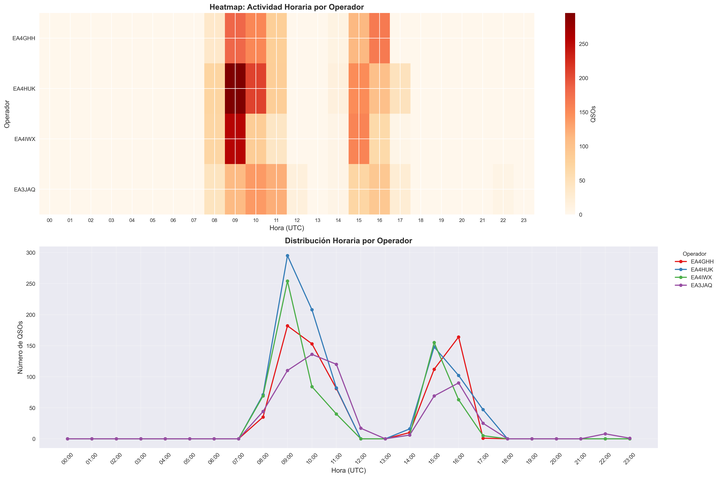 Heatmap: Actividad Horaria por Operador
EA4GHH
EA4HUK
EA4IWX
EA3JAQ
Operador
00 01 02 03 04 05 06 07 08 09 10 11 12 13 14 15 16 17 18 19 20 21 22 23
Hora (UTC)
250
200
150
100
50
0
QSOs
Distribución Horaria por Operador
300
250
200
150
100
50
0
Número de QSOs
00:00 01:00 02:00 03:00 04:00 05:00 06:00 07:00 08:00 09:00 10:00 11:00 12:00 13:00 14:00 15:00 16:00 17:00 18:00 19:00 20:00 21:00 22:00 23:00
Hora (UTC)
Operador
EA4GHH
EA4HUK
EA4IWX
EA3JAQ